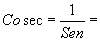 Co sec = 1/Sen =